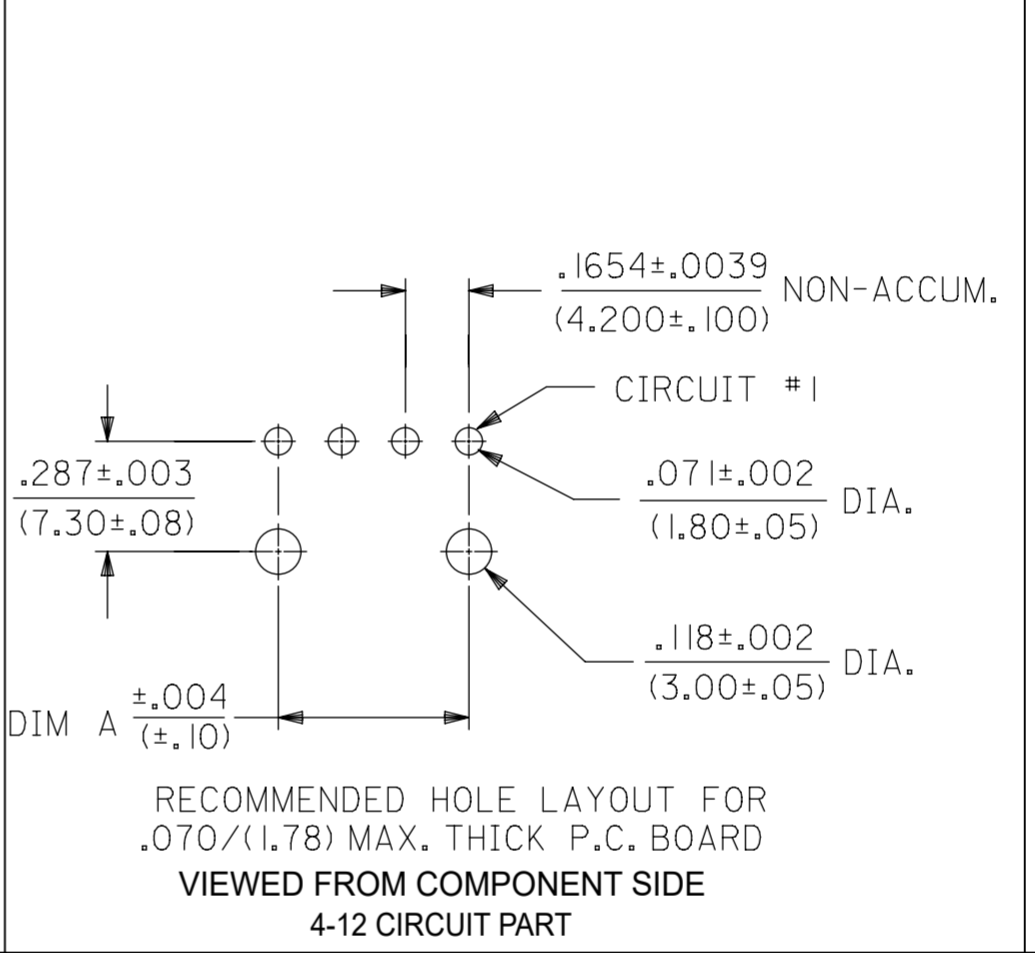 .1654±.0039 NON-ACCUM.
(4.200±.100)
CIRCUIT #1
.287±.003
(7.30±.08)
.071±.002 DIA.
(1.80±.05)
.118±.002 DIA.
(3.00±.05)
DIM A ±.004
(±.10)
RECOMMENDED HOLE LAYOUT FOR
.070/(1.78) MAX. THICK P.C. BOARD
VIEWED FROM COMPONENT SIDE
4-12 CIRCUIT PART